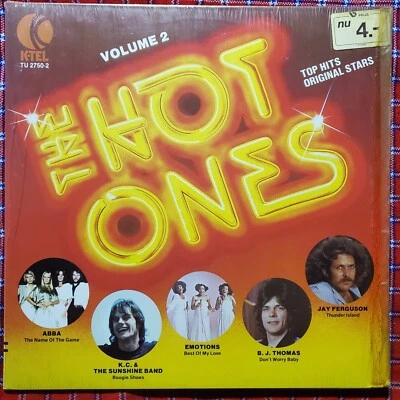 K-TEL
TU 2750-2
VOLUME 2
nu
4.-
TOP HITS
ORIGINAL STARS
THE
HOT
ONES
ABBA
The Name Of The Game
K.C. &
THE SUNSHINE BAND
Boogie Shoes
EMOTIONS
Best Of My Love
B. J. THOMAS
Don't Worry Baby
JAY FERGUSON
Thunder Island